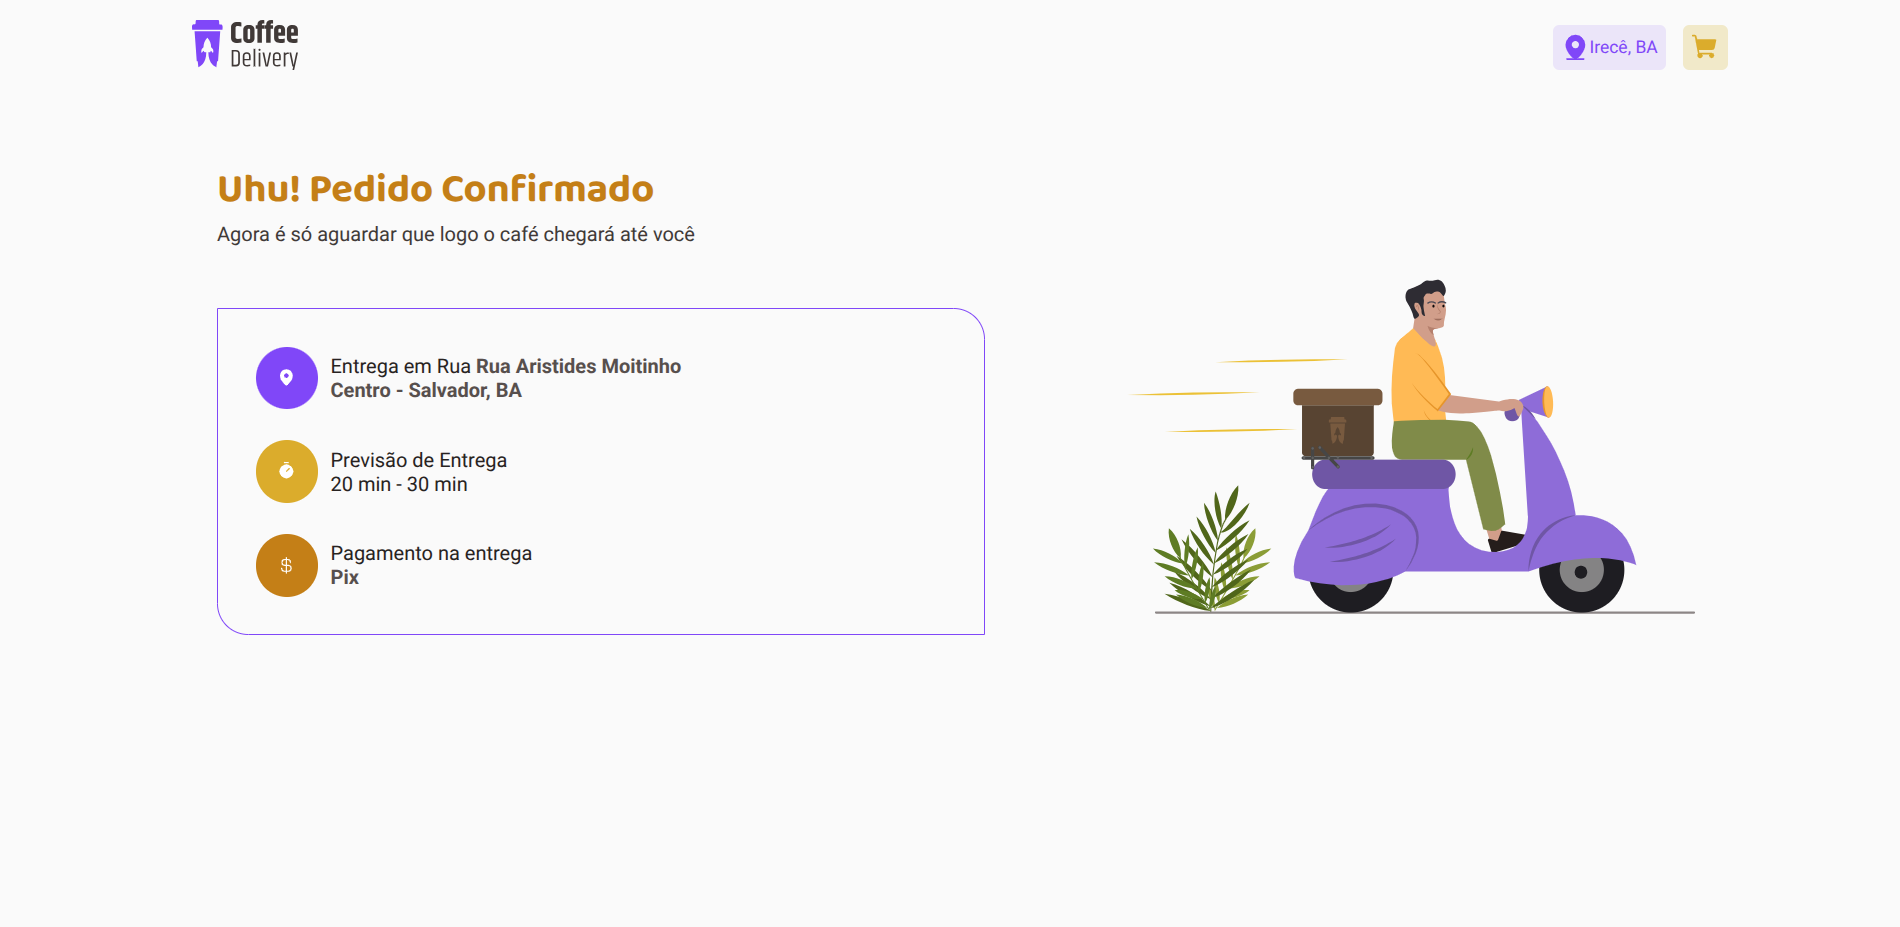 Coffee
Delivery
Irecê, BA
Uhu! Pedido Confirmado
Agora é só aguardar que logo o café chegará até você
Entrega em Rua Rua Aristides Moitinho
Centro - Salvador, BA
Previsão de Entrega
20 min - 30 min
$
Pagamento na entrega
Pix